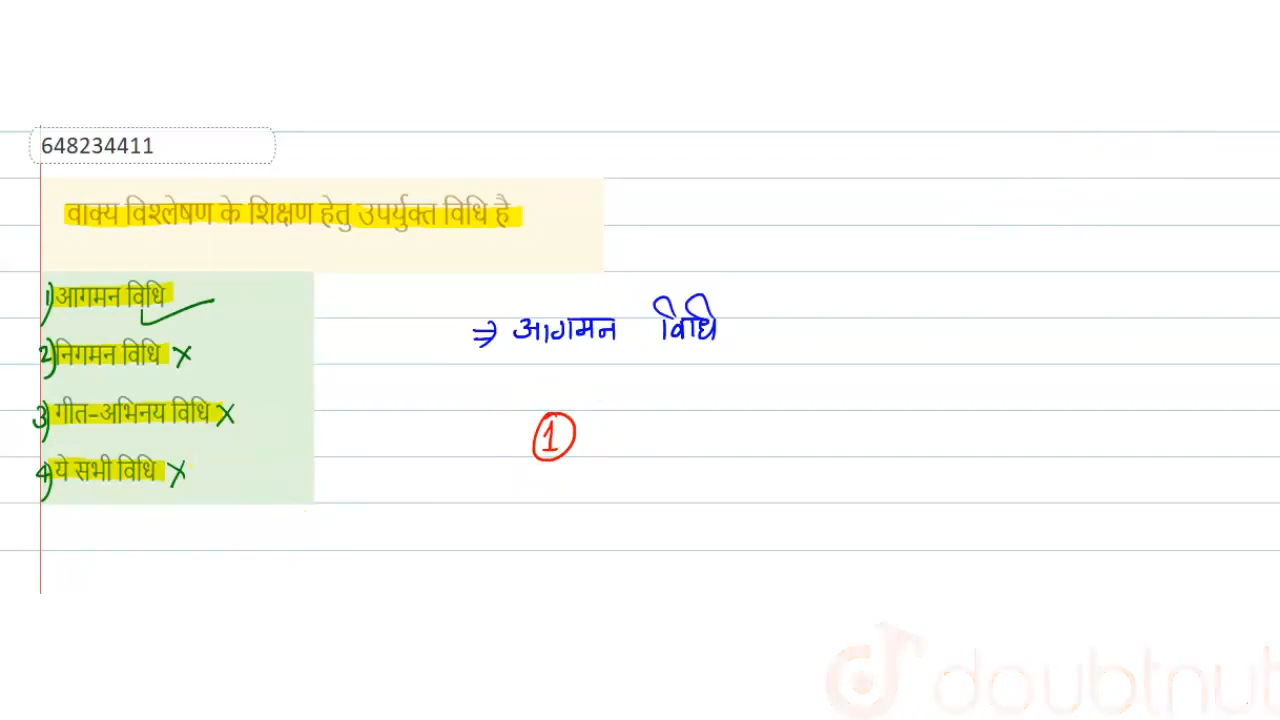 648234411
वाक्य विश्लेषण के शिक्षण हेतु उपर्युक्त विधि है
1) आगमन विधि
2) निगमन विधि ×
3) गीत-अभिनय विधि ×
4) ये सभी विधि ×
⇒ आगमन विधि
1
doubtnut